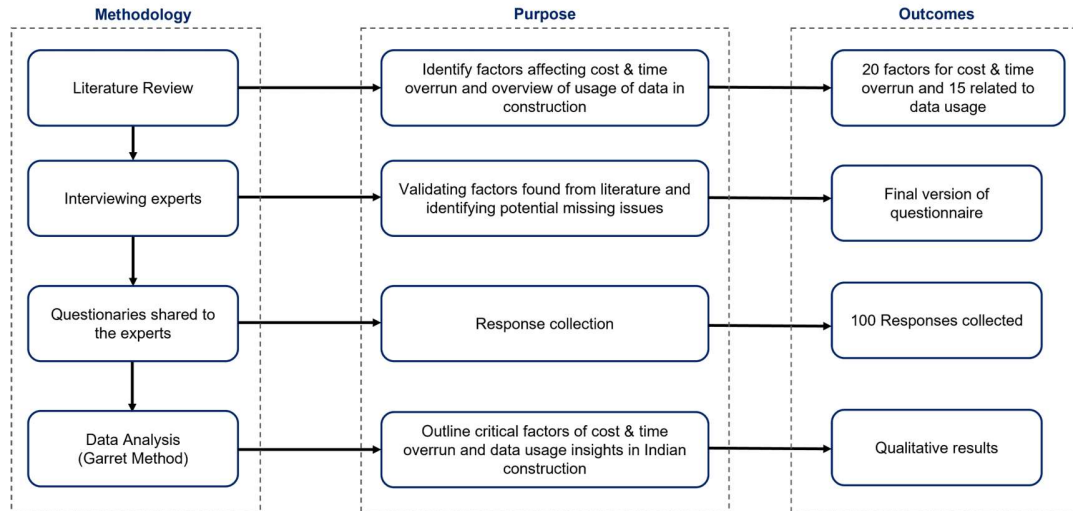 Methodology
Purpose
Outcomes
Literature Review
Identify factors affecting cost & time
overrun and overview of usage of data in
construction
20 factors for cost & time
overrun and 15 related to
data usage
Interviewing experts
Validating factors found from literature and
identifying potential missing issues
Final version of
questionnaire
Questionaries shared to
the experts
Response collection
100 Responses collected
Data Analysis
(Garret Method)
Outline critical factors of cost & time
overrun and data usage insights in Indian
construction
Qualitative results